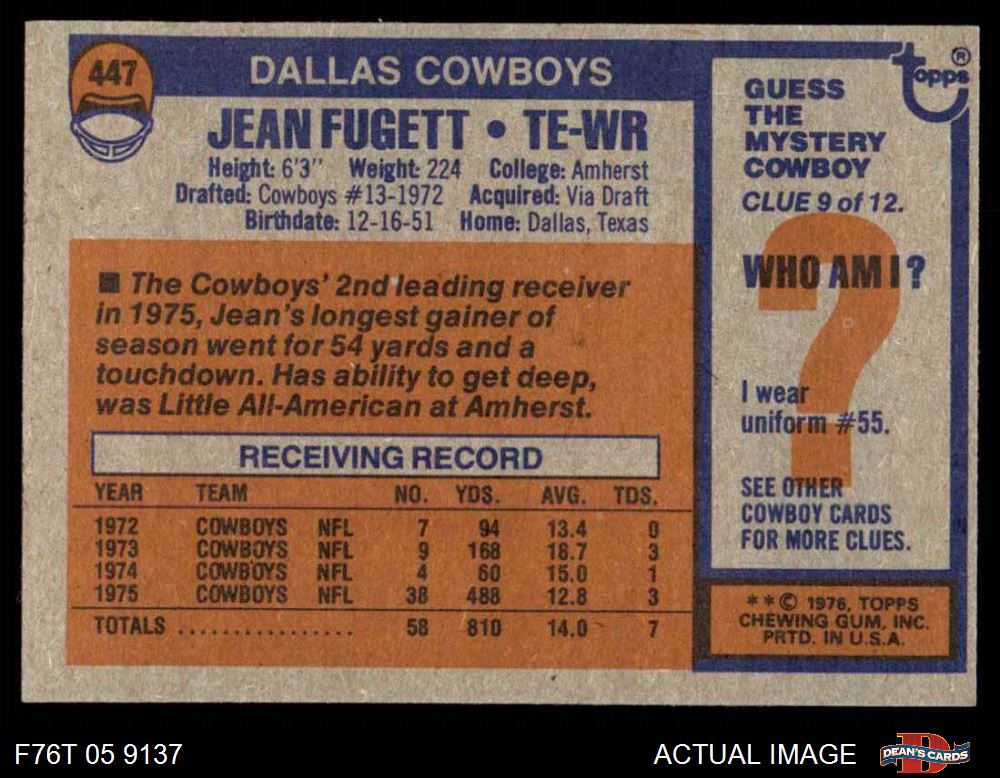 447
DALLAS COWBOYS
JEAN FUGETT • TE-WR
Height: 6'3" Weight: 224 College: Amherst
Drafted: Cowboys #13-1972 Acquired: Via Draft
Birthdate: 12-16-51 Home: Dallas, Texas
■ The Cowboys' 2nd leading receiver
in 1975, Jean's longest gainer of
season went for 54 yards and a
touchdown. Has ability to get deep,
was Little All-American at Amherst.
RECEIVING RECORD
YEAR TEAM NO. YDS. AVG. TDS.
1972 COWBOYS NFL 7 94 13.4 0
1973 COWBOYS NFL 9 168 18.7 3
1974 COWBOYS NFL 4 60 15.0 1
1975 COWBOYS NFL 38 488 12.8 3
TOTALS ................ 58 810 14.0 7
topps®
GUESS
THE
MYSTERY
COWBOY
CLUE 9 of 12.
?
WHO AM I?
I wear
uniform #55.
SEE OTHER
COWBOY CARDS
FOR MORE CLUES.
**© 1976, TOPPS
CHEWING GUM, INC.
PRTD. IN U.S.A.
F76T 05 9137
ACTUAL IMAGE
DEAN'S CARDS